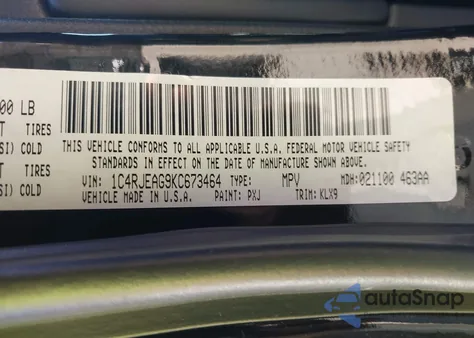 00 LB
T TIRES
SI) COLD
T TIRES
SI) COLD
THIS VEHICLE CONFORMS TO ALL APPLICABLE U.S.A. FEDERAL MOTOR VEHICLE SAFETY
STANDARDS IN EFFECT ON THE DATE OF MANUFACTURE SHOWN ABOVE.
VIN: 1C4RJEAG9KC673464 TYPE: MPV MDH:021100 463AA
VEHICLE MADE IN U.S.A. PAINT: PXJ TRIM: KLX9
autoSnap